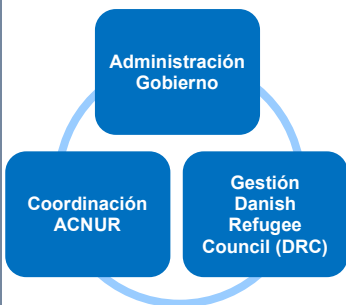 Administración
Gobierno
Coordinación
ACNUR
Gestión
Danish
Refugee
Council (DRC)